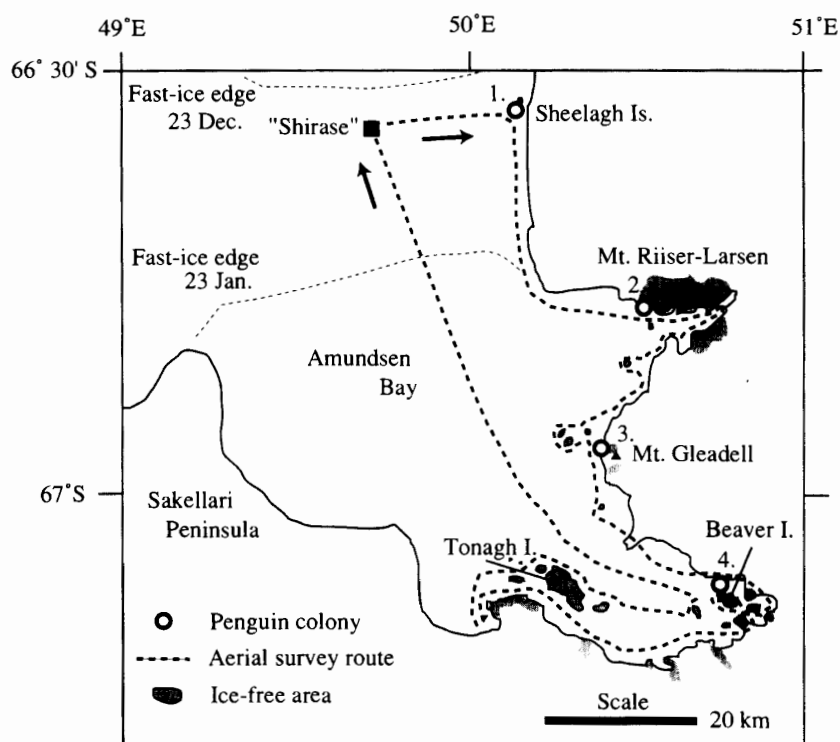 49°E
50°E
51°E
66° 30' S
Fast-ice edge
23 Dec.
"Shirase"
1.
Sheelagh Is.
Fast-ice edge
23 Jan.
Mt. Riiser-Larsen
2.
Amundsen
Bay
3.
Mt. Gleadell
67°S
Sakellari
Peninsula
Beaver I.
Tonagh I.
4.
Penguin colony
Aerial survey route
Ice-free area
Scale
20 km